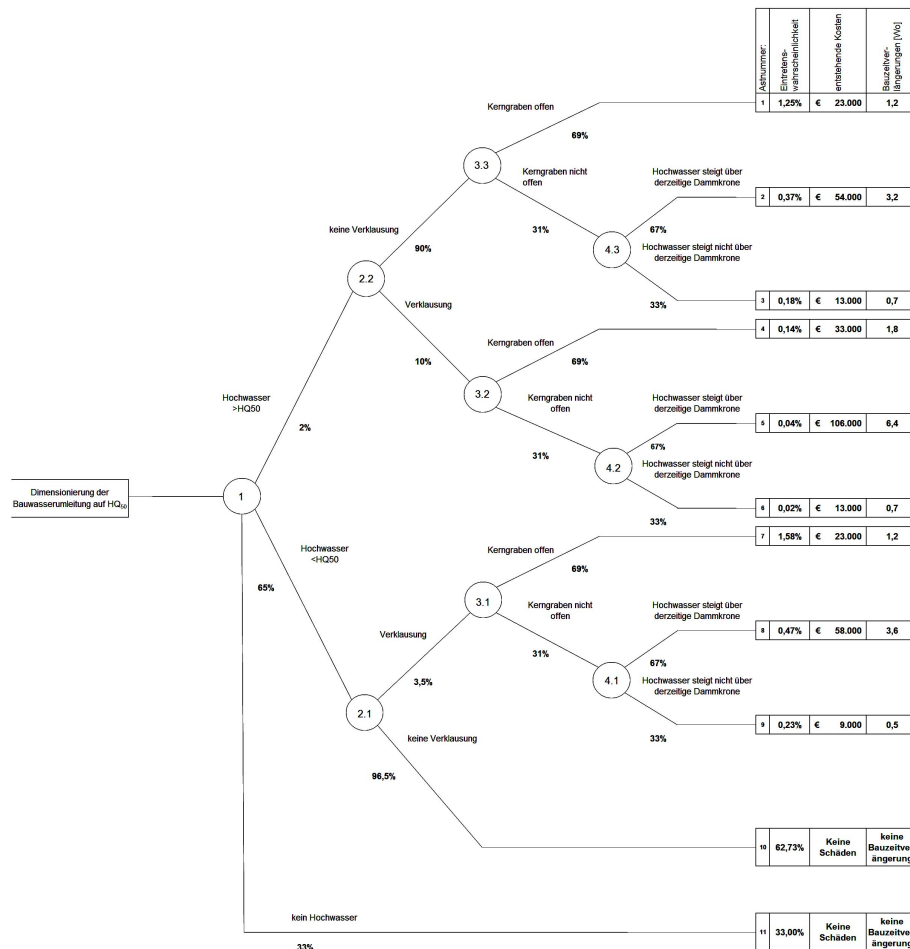 Astnummer:
Eintretens-
wahrscheinlichkeit
entstehende Kosten
Bauzeitver-
längerungen [Wo]
Kerngraben offen
69%
1 1,25% € 23.000 1,2
3.3
Kerngraben nicht
offen
31%
Hochwasser steigt über
derzeitige Dammkrone
67%
2 0,37% € 54.000 3,2
keine Verklausung
90%
4.3
Hochwasser steigt nicht über
derzeitige Dammkrone
33%
3 0,18% € 13.000 0,7
2.2
Verklausung
10%
Kerngraben offen
69%
4 0,14% € 33.000 1,8
3.2
Kerngraben nicht
offen
31%
Hochwasser steigt über
derzeitige Dammkrone
67%
5 0,04% € 106.000 6,4
Hochwasser
>HQ50
2%
4.2
Hochwasser steigt nicht über
derzeitige Dammkrone
33%
6 0,02% € 13.000 0,7
Dimensionierung der
Bauwasserumleitung auf HQ50
1
Hochwasser
<HQ50
65%
Kerngraben offen
69%
7 1,58% € 23.000 1,2
3.1
Kerngraben nicht
offen
31%
Hochwasser steigt über
derzeitige Dammkrone
67%
8 0,47% € 58.000 3,6
Verklausung
3,5%
4.1
Hochwasser steigt nicht über
derzeitige Dammkrone
33%
9 0,23% € 9.000 0,5
2.1
keine Verklausung
96,5%
10 62,73% Keine
Schäden
keine
Bauzeitver
ängerung
kein Hochwasser
33%
11 33,00% Keine
Schäden
keine
Bauzeitver
ängerung